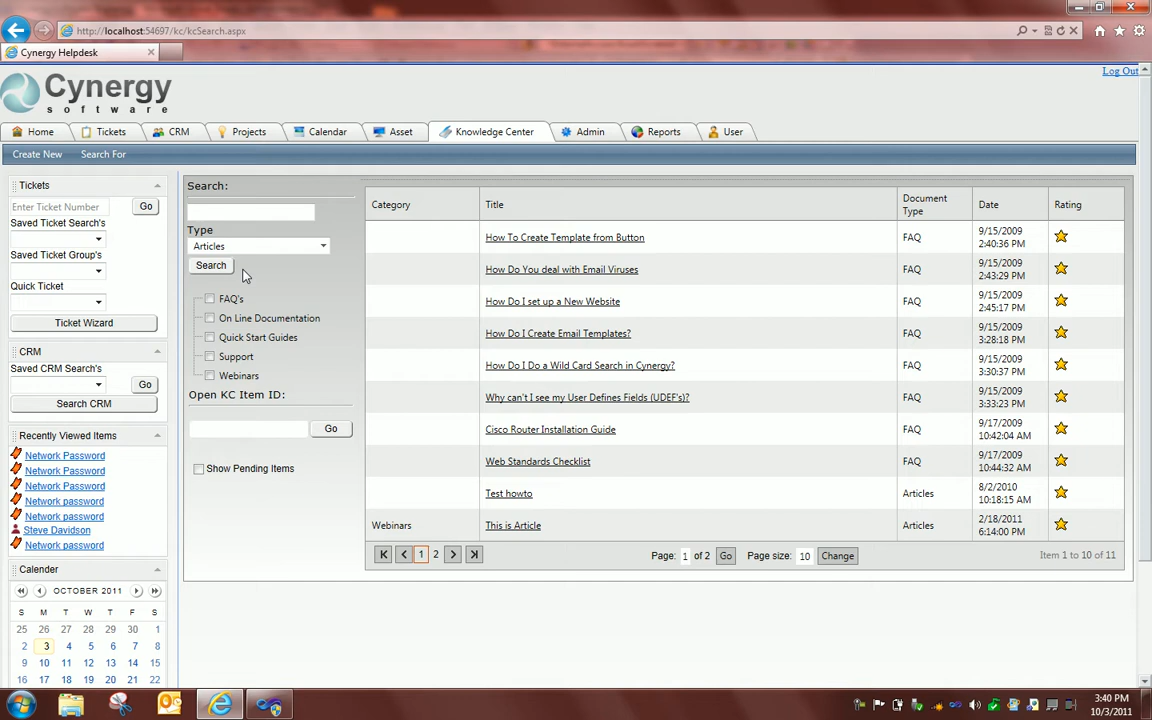 http://localhost:54697/kc/kcSearch.aspx
Cynergy Helpdesk
Log Out
Cynergy
software
Home
Tickets
CRM
Projects
Calendar
Asset
Knowledge Center
Admin
Reports
User
Create New
Search For
Tickets
Enter Ticket Number
Go
Saved Ticket Search's
Saved Ticket Group's
Quick Ticket
Ticket Wizard
CRM
Saved CRM Search's
Go
Search CRM
Recently Viewed Items
Network Password
Network Password
Network Password
Network password
Network password
Steve Davidson
Network password
Calender
OCTOBER 2011
S M T W T F S
25 26 27 28 29 30 1
2 3 4 5 6 7 8
9 10 11 12 13 14 15
16 17 18 19 20 21 22
Search:
Type
Articles
Search
FAQ's
On Line Documentation
Quick Start Guides
Support
Webinars
Open KC Item ID:
Go
Show Pending Items
Category Title Document Type Date Rating
How To Create Template from Button FAQ 9/15/2009 2:40:36 PM
How Do You deal with Email Viruses FAQ 9/15/2009 2:43:29 PM
How Do I set up a New Website FAQ 9/15/2009 2:45:17 PM
How Do I Create Email Templates? FAQ 9/15/2009 3:28:18 PM
How Do I Do a Wild Card Search in Cynergy? FAQ 9/15/2009 3:30:37 PM
Why can't I see my User Defines Fields (UDEF's)? FAQ 9/15/2009 3:33:23 PM
Cisco Router Installation Guide FAQ 9/17/2009 10:42:04 AM
Web Standards Checklist FAQ 9/17/2009 10:44:32 AM
Test howto Articles 8/2/2010 10:18:15 AM
Webinars This is Article Articles 2/18/2011 6:14:00 PM
1 2 Page: 1 of 2 Go Page size: 10 Change Item 1 to 10 of 11
3:40 PM
10/3/2011